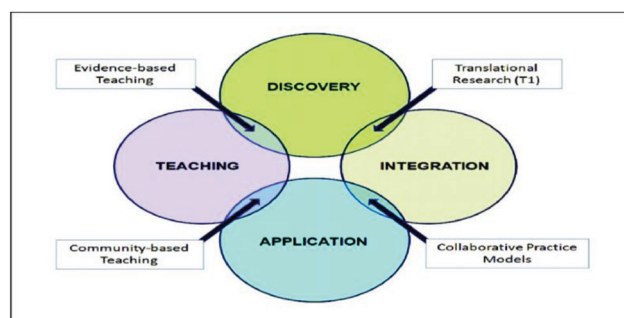 Evidence-based
Teaching
Translational
Research (T1)
DISCOVERY
TEACHING
INTEGRATION
APPLICATION
Community-based
Teaching
Collaborative Practice
Models